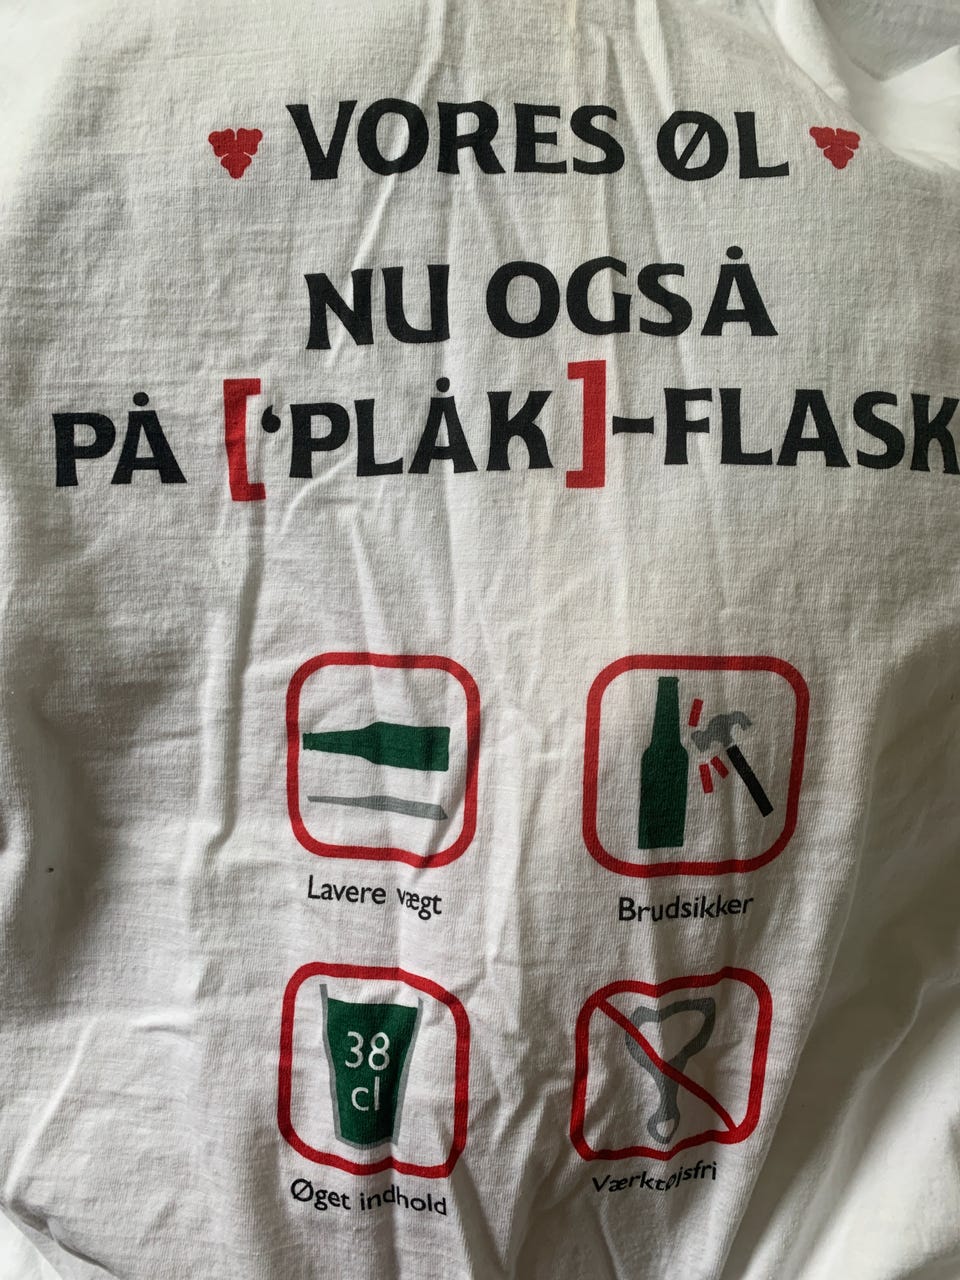 VORES ØL
NU OGSÅ
PÅ [‘PLÅK]-FLASK
Lavere vægt
Brudsikker
38
cl
Øget indhold
Værktøjsfri